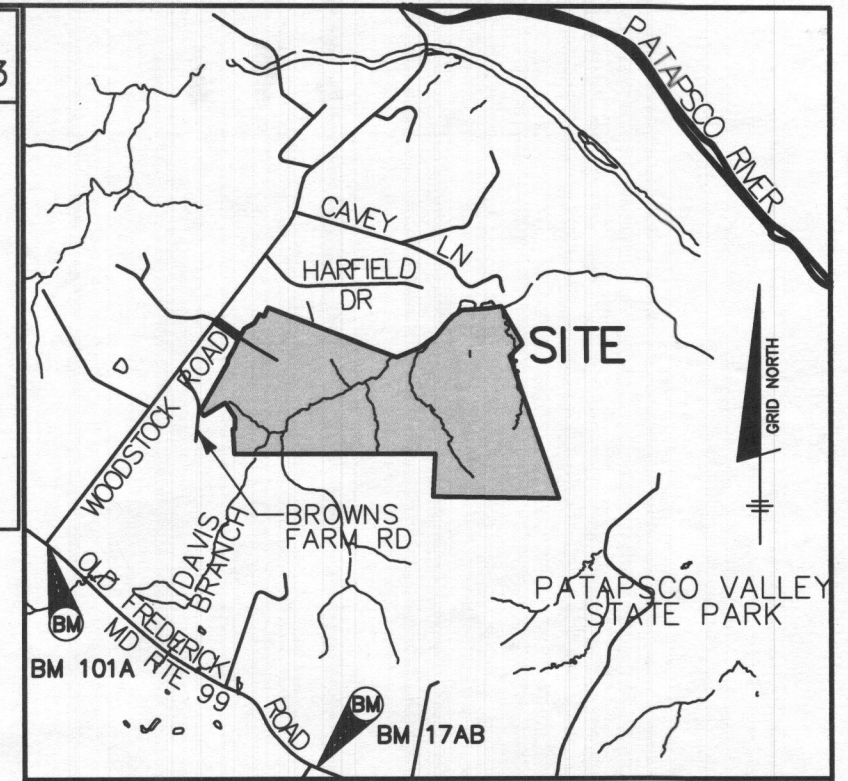 3
PATAPSCO RIVER
CAVEY
LN
HARFIELD
DR
SITE
WOODSTOCK ROAD
GRID NORTH
BROWNS
FARM RD
DAVIS
BRANCH
OLD FREDERICK ROAD
MD RTE 99
PATAPSCO VALLEY
STATE PARK
BM
BM 101A
BM
BM 17AB